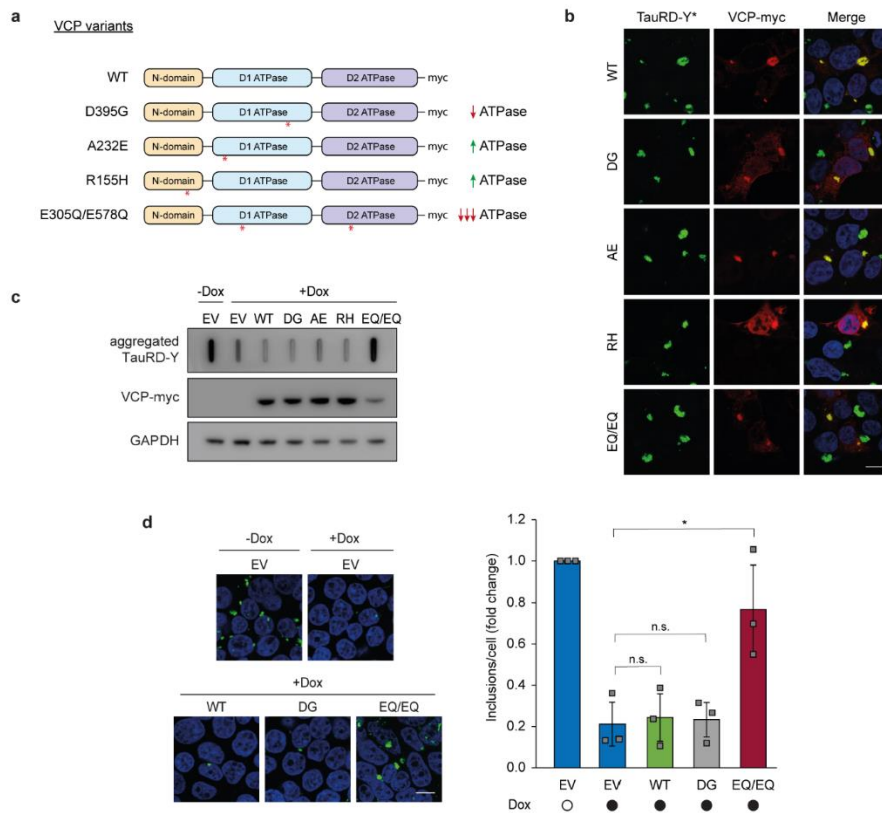 a
VCP variants
WT N-domain D1 ATPase D2 ATPase myc
D395G N-domain D1 ATPase D2 ATPase myc ↓ ATPase
*
A232E N-domain D1 ATPase D2 ATPase myc ↑ ATPase
*
R155H N-domain D1 ATPase D2 ATPase myc ↑ ATPase
*
E305Q/E578Q N-domain D1 ATPase D2 ATPase myc ↓↓↓ ATPase
* *
b
TauRD-Y* VCP-myc Merge
WT
DG
AE
RH
EQ/EQ
c
-Dox +Dox
EV EV WT DG AE RH EQ/EQ
aggregated
TauRD-Y
VCP-myc
GAPDH
d
-Dox +Dox
EV EV
+Dox
WT DG EQ/EQ
Inclusions/cell (fold change)
1.2
1.0
0.8
0.6
0.4
0.2
0.0
*
n.s.
n.s.
EV EV WT DG EQ/EQ
Dox